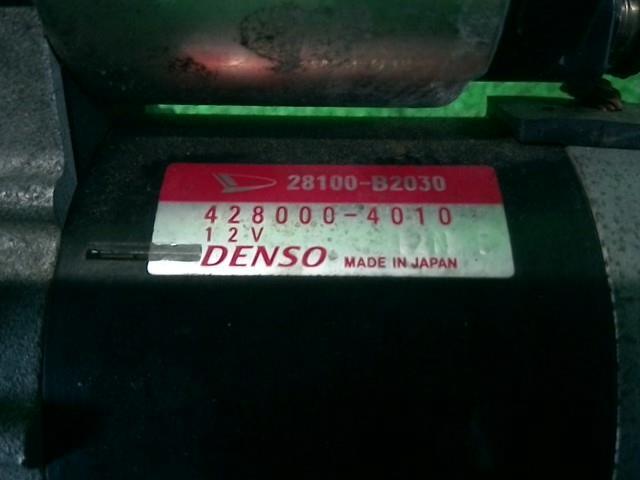 28100-B2030
428000-4010
12V
DENSO MADE IN JAPAN